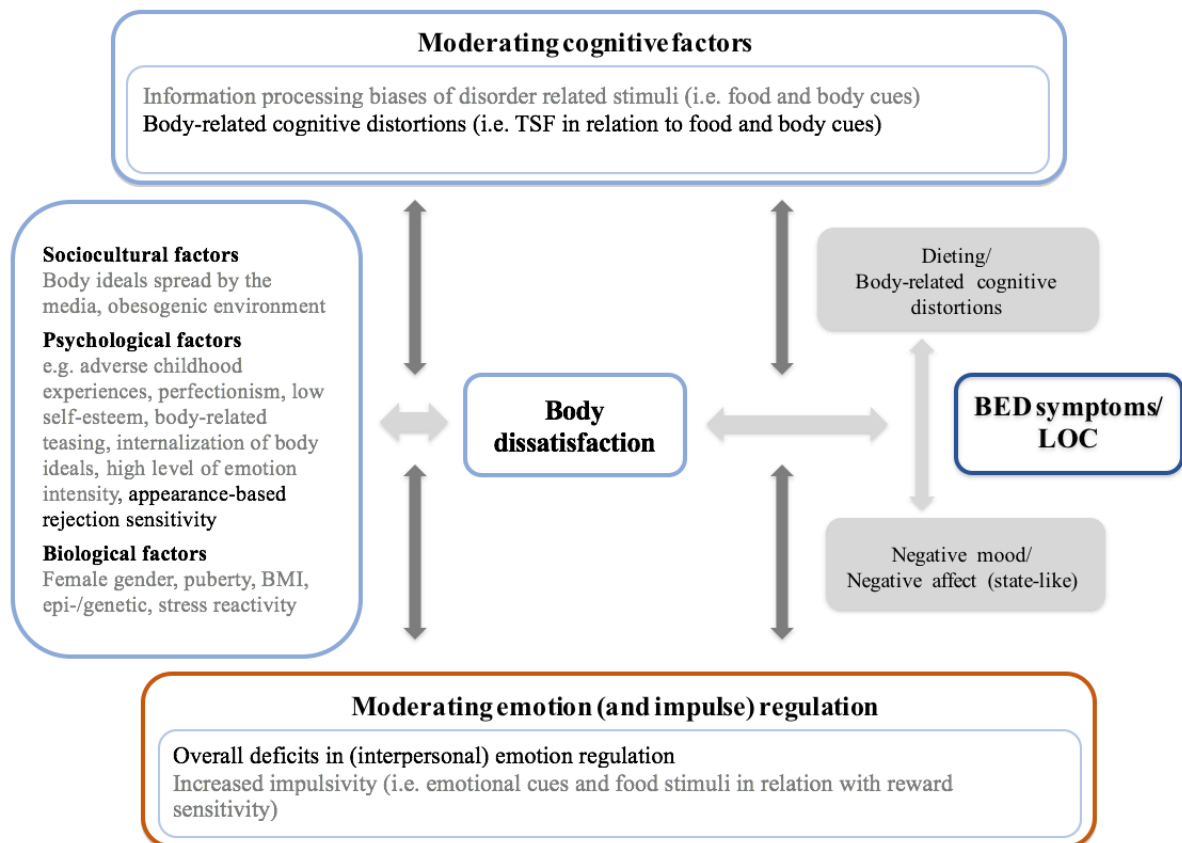 Moderating cognitive factors
Information processing biases of disorder related stimuli (i.e. food and body cues)
Body-related cognitive distortions (i.e. TSF in relation to food and body cues)
Sociocultural factors
Body ideals spread by the
media, obesogenic environment
Psychological factors
e.g. adverse childhood
experiences, perfectionism, low
self-esteem, body-related
teasing, internalization of body
ideals, high level of emotion
intensity, appearance-based
rejection sensitivity
Biological factors
Female gender, puberty, BMI,
epi-/genetic, stress reactivity
Body
dissatisfaction
Dieting/
Body-related cognitive
distortions
BED symptoms/
LOC
Negative mood/
Negative affect (state-like)
Moderating emotion (and impulse) regulation
Overall deficits in (interpersonal) emotion regulation
Increased impulsivity (i.e. emotional cues and food stimuli in relation with reward
sensitivity)